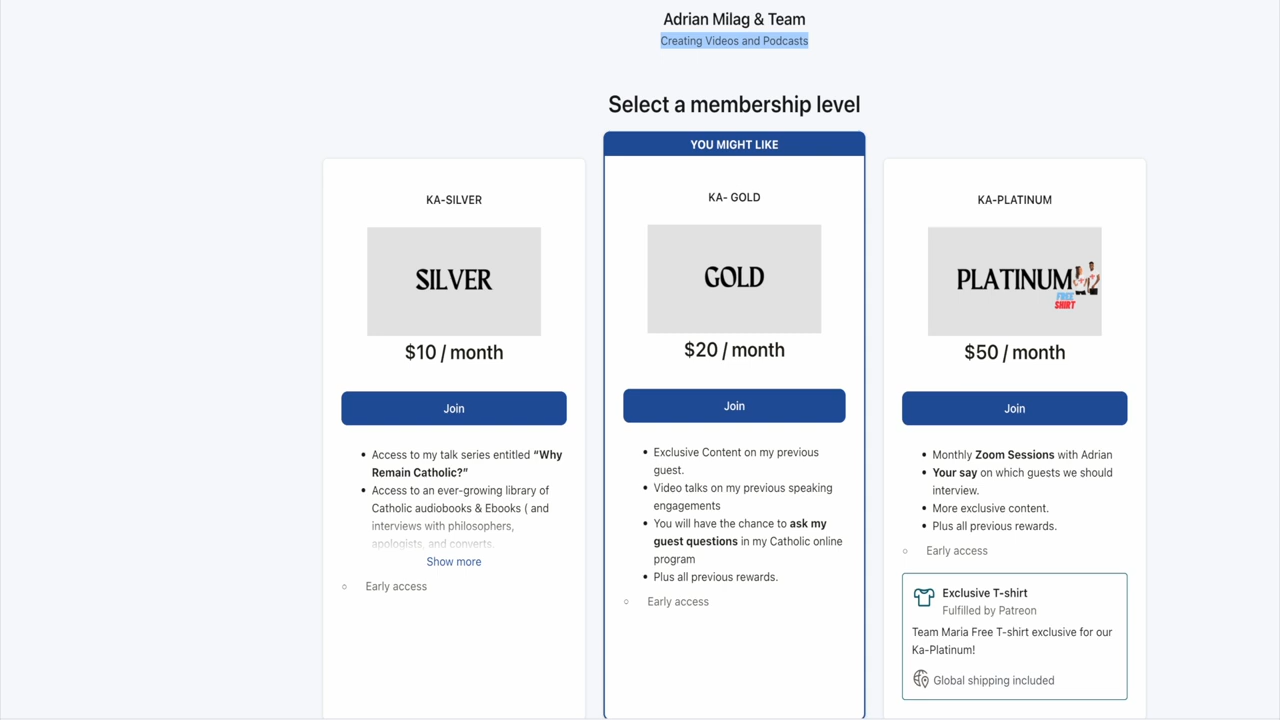 Adrian Milag & Team
Creating Videos and Podcasts
Select a membership level
KA-SILVER
SILVER
$10 / month
Join
• Access to my talk series entitled “Why
Remain Catholic?”
• Access to an ever-growing library of
Catholic audiobooks & Ebooks ( and
interviews with philosophers,
apologists, and converts.
Show more
Early access
YOU MIGHT LIKE
KA- GOLD
GOLD
$20 / month
Join
• Exclusive Content on my previous
guest.
• Video talks on my previous speaking
engagements
• You will have the chance to ask my
guest questions in my Catholic online
program
• Plus all previous rewards.
Early access
KA-PLATINUM
PLATINUM
FREE
SHIRT
$50 / month
Join
• Monthly Zoom Sessions with Adrian
• Your say on which guests we should
interview.
• More exclusive content.
• Plus all previous rewards.
Early access
Exclusive T-shirt
Fulfilled by Patreon
Team Maria Free T-shirt exclusive for our
Ka-Platinum!
Global shipping included